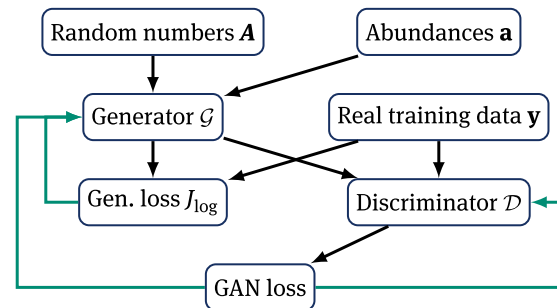 Random numbers A
Abundances a
Generator 𝒢
Real training data y
Gen. loss J_log
Discriminator 𝒟
GAN loss